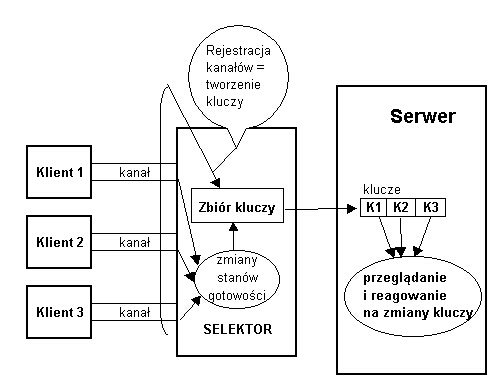 Rejestracja
kanałów =
tworzenie
kluczy
Serwer
Klient 1
kanał
Zbiór kluczy
klucze
K1 K2 K3
Klient 2
kanał
zmiany
stanów
gotowości
przeglądanie
i reagowanie
na zmiany kluczy
Klient 3
kanał
SELEKTOR